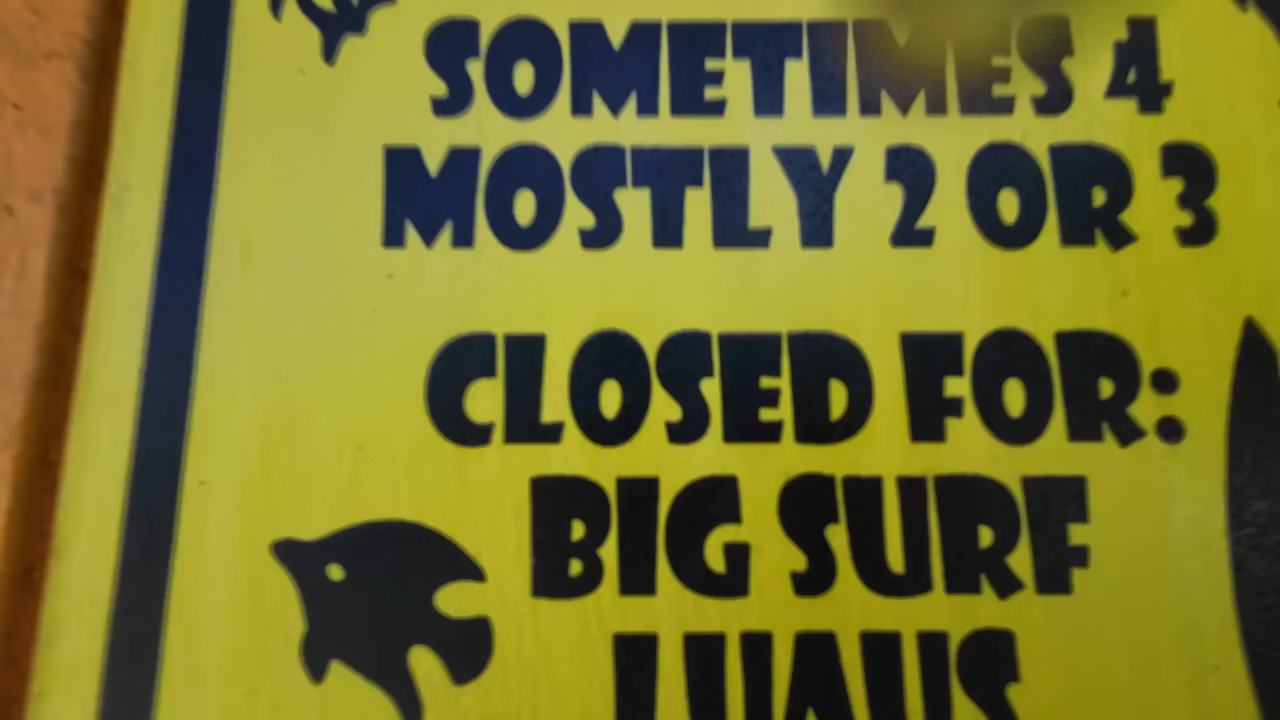 SOMETIMES 4
MOSTLY 2 OR 3
CLOSED FOR:
BIG SURF
LUAUS